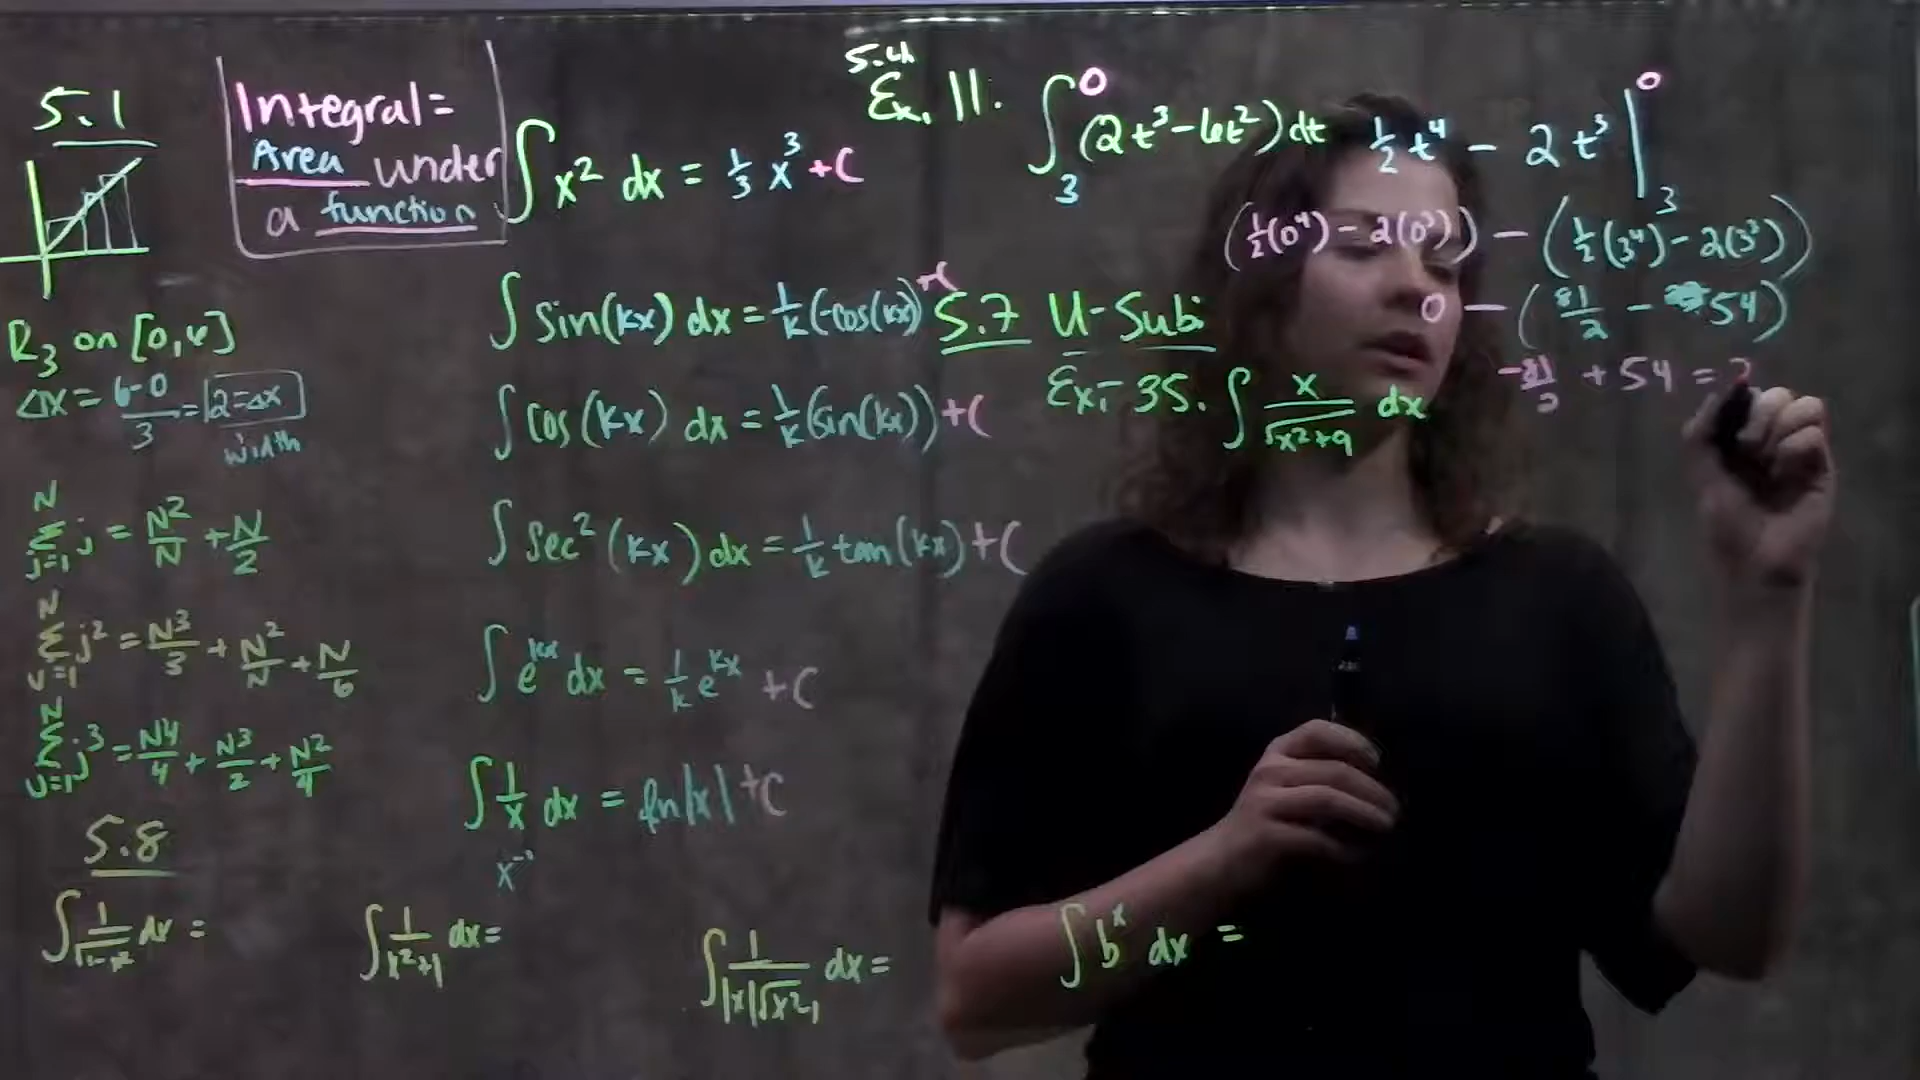 5.1
Integral =
Area under
a function
R₃ on [0,6]
Δx = 6-0/3 = 2 = Δx
width
N Σ j=1 j = N²/N + N/2
N Σ j=1 j² = N³/3 + N²/N + N/6
N Σ j=1 j³ = N⁴/4 + N³/2 + N²/4
∫ x² dx = 1/3 x³ + C
∫ sin(kx) dx = 1/k (-cos(kx)) + C
∫ cos(kx) dx = 1/k (sin(kx)) + C
∫ sec²(kx) dx = 1/k tan(kx) + C
∫ e^kx dx = 1/k e^kx + C
∫ 1/x dx = ln|x| + C
5.4
Ex. 11. ∫₃⁰ (2t³ - 6t²) dt 1/2 t⁴ - 2t³ |₃⁰
(1/2(0⁴) - 2(0³)) - (1/2(3⁴) - 2(3³))
0 - (81/2 - 54)
-81/2 + 54 =
5.7 U-Sub:
Ex: 35. ∫ x/√(x²+9) dx
5.8
∫ 1/√(1-x²) dx =
∫ 1/(x²+1) dx =
∫ 1/(|x|√(x²-1)) dx =
∫ b^x dx =